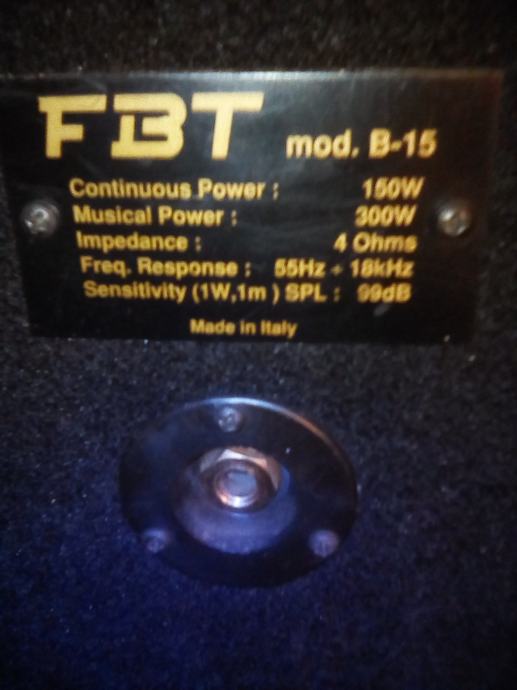 FBT mod. B-15
Continuous Power : 150W
Musical Power : 300W
Impedance : 4 Ohms
Freq. Response : 55Hz ÷ 18kHz
Sensitivity (1W,1m ) SPL : 99dB
Made in Italy